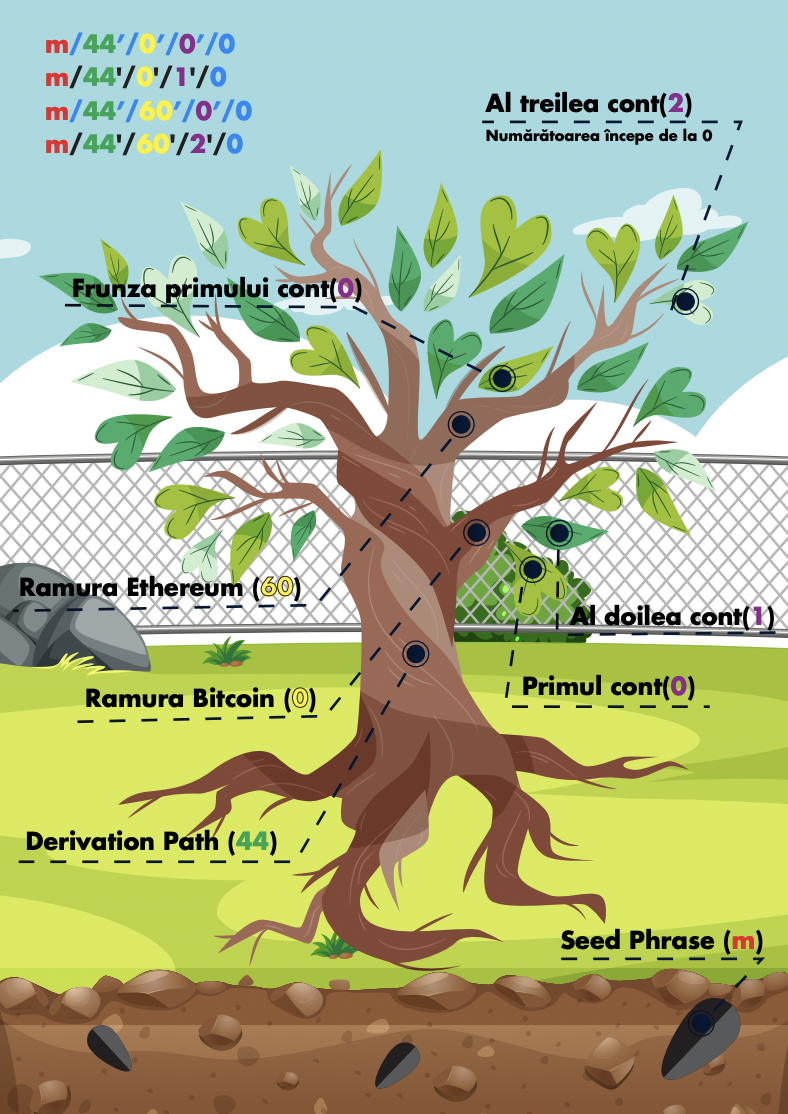 m/44’/0’/0’/0
m/44'/0'/1'/0
m/44’/60’/0’/0
m/44'/60'/2'/0
Al treilea cont(2)
Numărătoarea începe de la 0
Frunza primului cont(0)
Ramura Ethereum (60)
Al doilea cont(1)
Primul cont(0)
Ramura Bitcoin (0)
Derivation Path (44)
Seed Phrase (m)